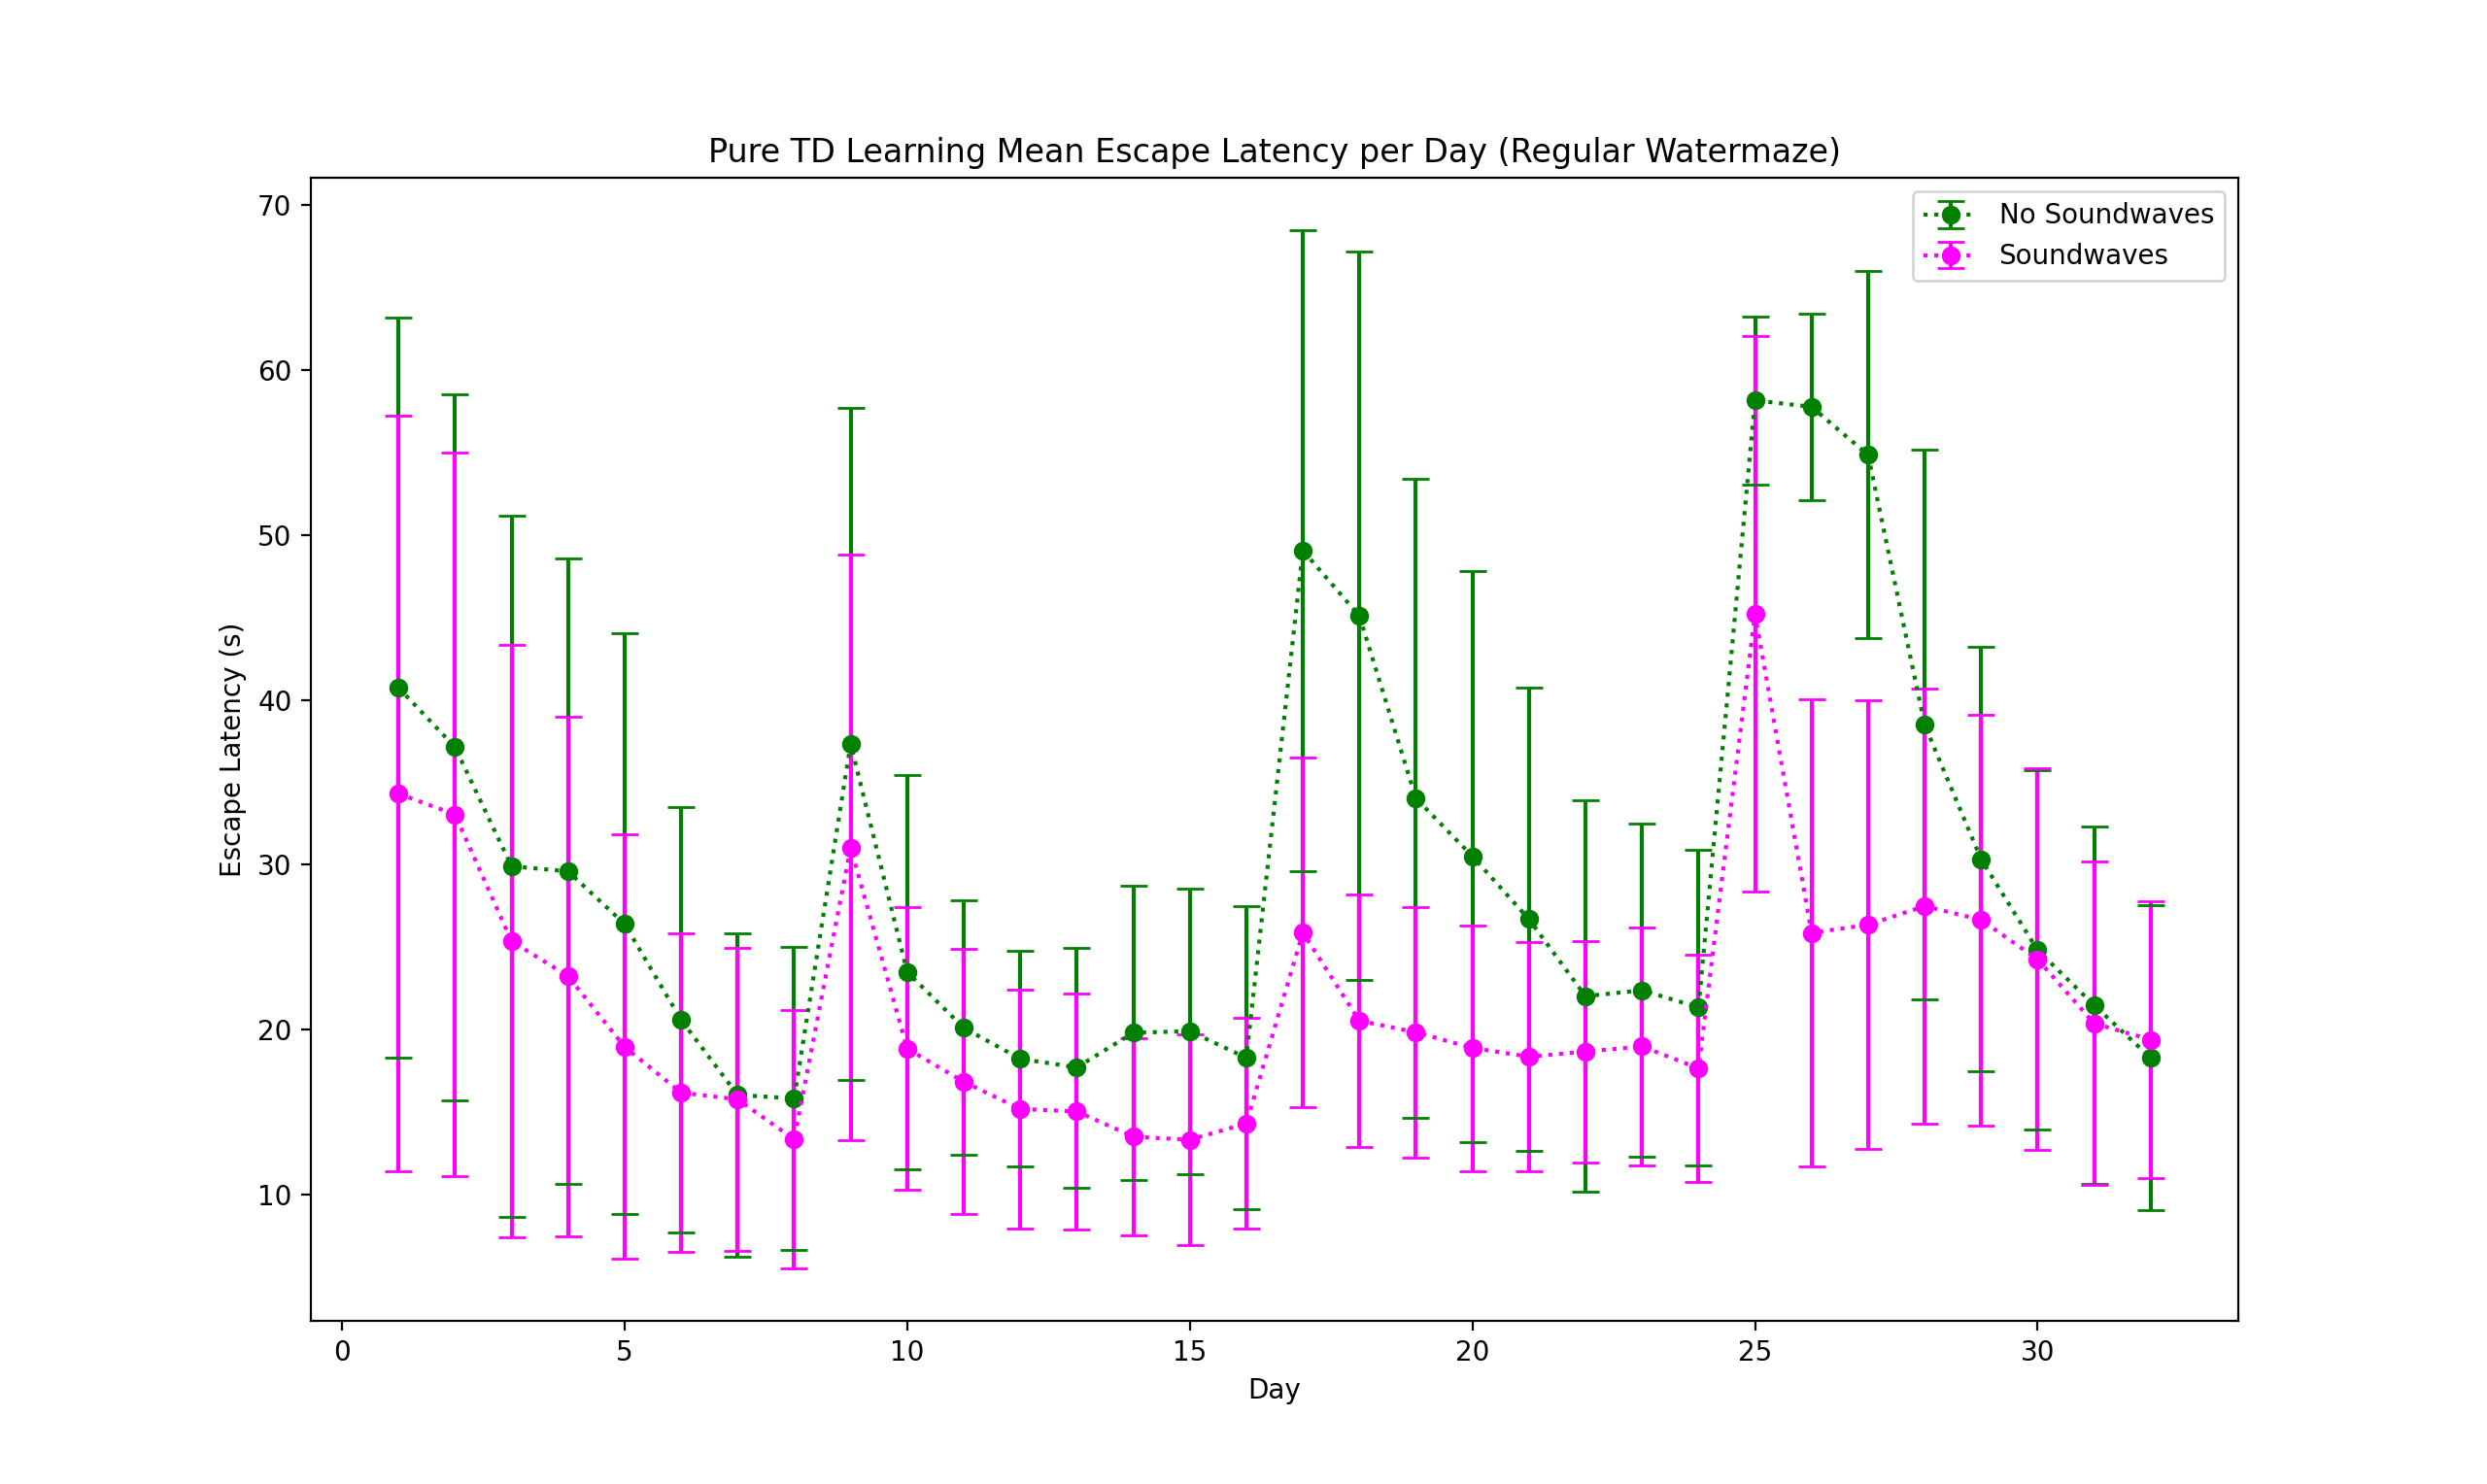 Pure TD Learning Mean Escape Latency per Day (Regular Watermaze)
No Soundwaves
Soundwaves
Escape Latency (s)
70
60
50
40
30
20
10
0 5 10 15 20 25 30
Day